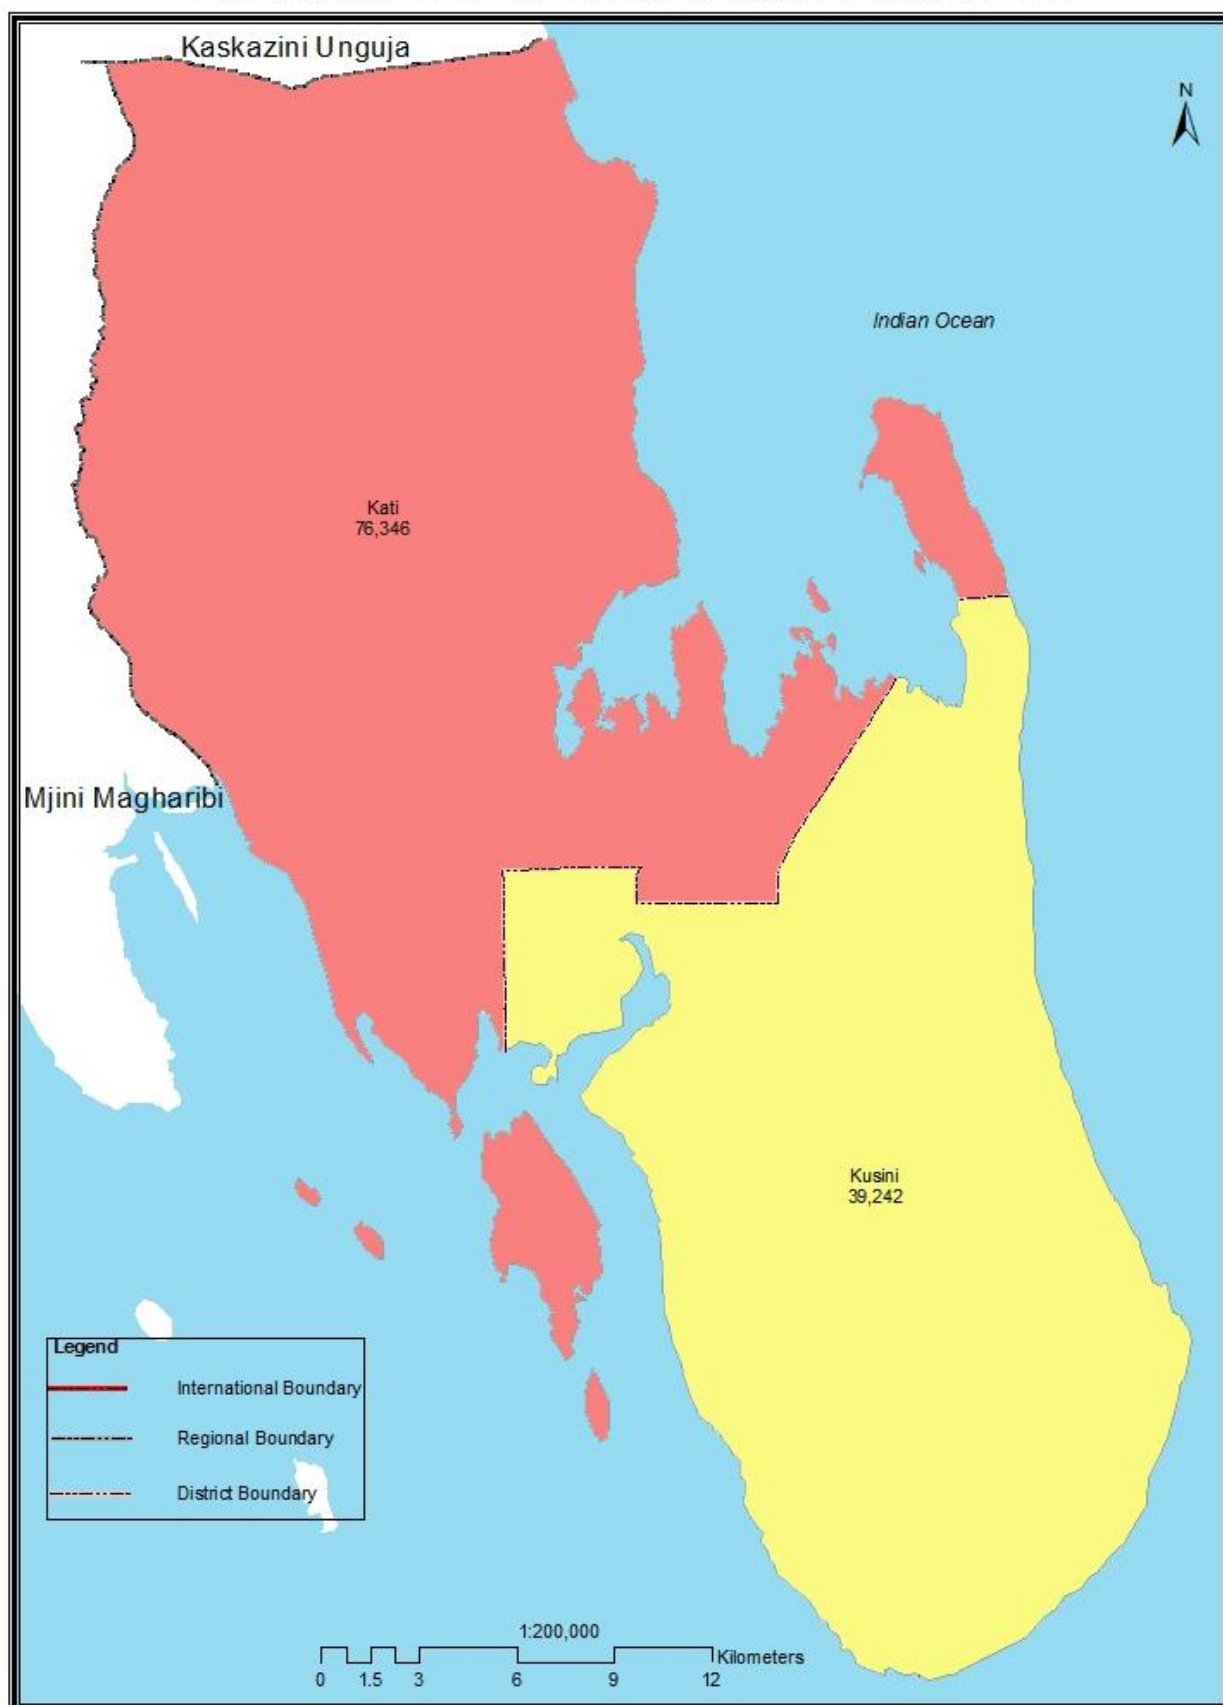 Kaskazini Unguja
N
Indian Ocean
Kati
76,346
Mjini Magharibi
Kusini
39,242
Legend
International Boundary
Regional Boundary
District Boundary
1:200,000
Kilometers
0 1.5 3 6 9 12